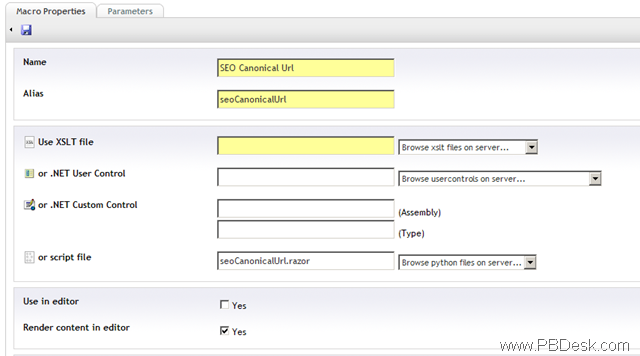 Macro Properties
Parameters
Name
SEO Canonical Url
Alias
seoCanonicalUrl
Use XSLT file
Browse xslt files on server...
or .NET User Control
Browse usercontrols on server...
or .NET Custom Control
(Assembly)
(Type)
or script file
seoCanonicalUrl.razor
Browse python files on server...
Use in editor
Yes
Render content in editor
Yes
www.PBDesk.com